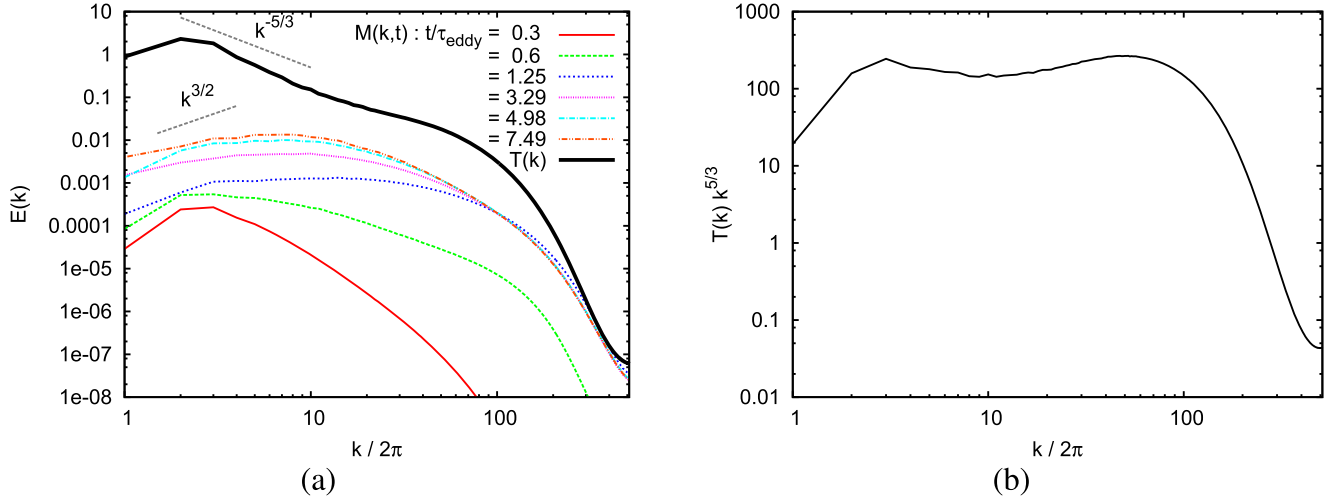 10
1
0.1
0.01
0.001
0.0001
1e-05
1e-06
1e-07
1e-08
E(k)
1
10
100
k / 2π
k^-5/3
k^3/2
M(k,t) : t/τ_eddy = 0.3
= 0.6
= 1.25
= 3.29
= 4.98
= 7.49
T(k)
(a)
1000
100
10
1
0.1
0.01
T(k) k^5/3
1
10
100
k / 2π
(b)